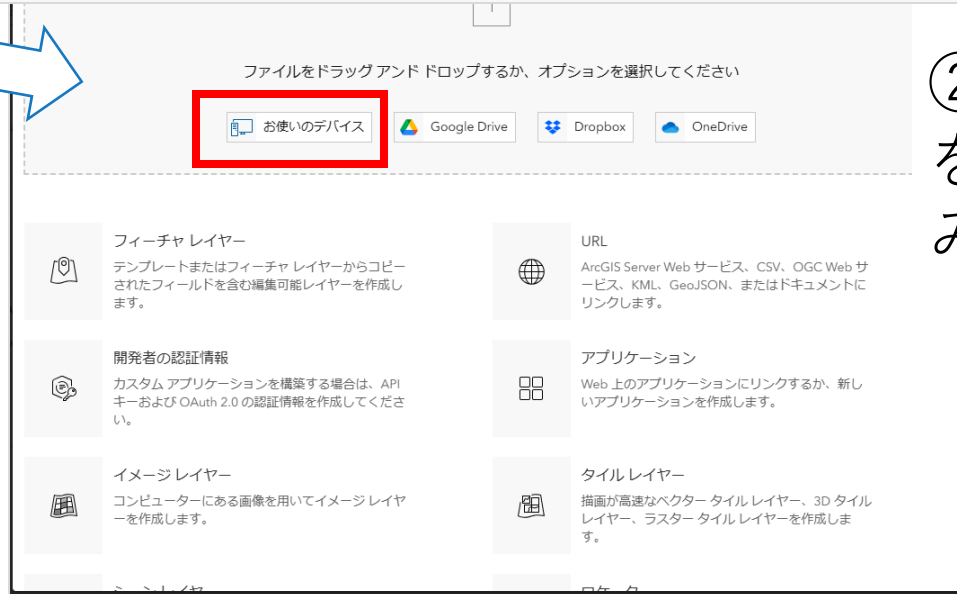 ファイルをドラッグ アンド ドロップするか、オプションを選択してください
お使いのデバイス
Google Drive
Dropbox
OneDrive
②
を
み
フィーチャ レイヤー
テンプレートまたはフィーチャ レイヤーからコピー
されたフィールドを含む編集可能レイヤーを作成し
ます。
URL
ArcGIS Server Web サービス、CSV、OGC Web サ
ービス、KML、GeoJSON、またはドキュメントに
リンクします。
開発者の認証情報
カスタム アプリケーションを構築する場合は、API
キーおよび OAuth 2.0 の認証情報を作成してくださ
い。
アプリケーション
Web 上のアプリケーションにリンクするか、新し
いアプリケーションを作成します。
イメージ レイヤー
コンピューターにある画像を用いてイメージ レイヤ
ーを作成します。
タイル レイヤー
描画が高速なベクター タイル レイヤー、3D タイル
レイヤー、ラスター タイル レイヤーを作成しま
す。